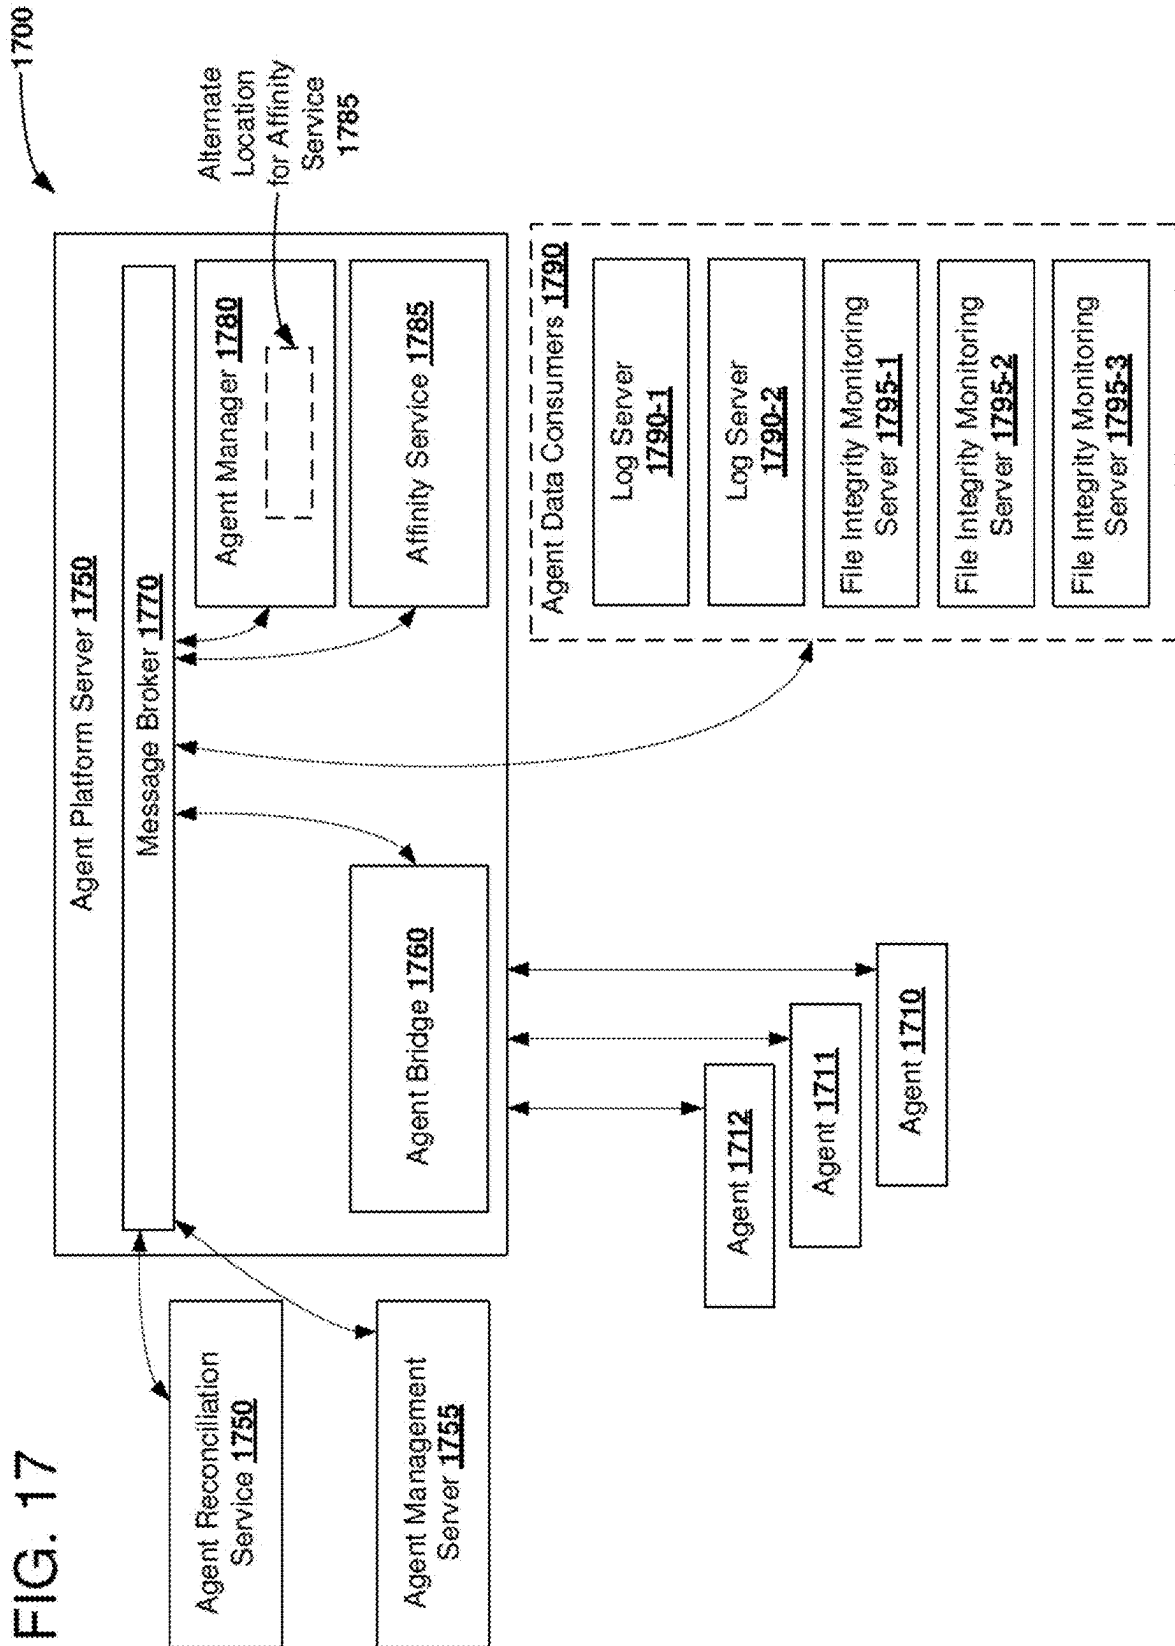 FIG. 17
1700
Agent Platform Server 1750
Message Broker 1770
Agent Reconciliation
Service 1750
Agent Management
Server 1755
Agent Bridge 1760
Agent Manager 1780
Affinity Service 1785
Alternate
Location
for Affinity
Service
1785
Agent 1712
Agent 1711
Agent 1710
Agent Data Consumers 1790
Log Server
1790-1
Log Server
1790-2
File Integrity Monitoring
Server 1795-1
File Integrity Monitoring
Server 1795-2
File Integrity Monitoring
Server 1795-3